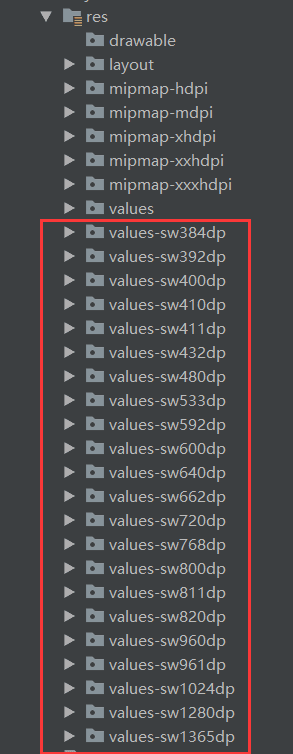 res
drawable
layout
mipmap-hdpi
mipmap-mdpi
mipmap-xhdpi
mipmap-xxhdpi
mipmap-xxxhdpi
values
values-sw384dp
values-sw392dp
values-sw400dp
values-sw410dp
values-sw411dp
values-sw432dp
values-sw480dp
values-sw533dp
values-sw592dp
values-sw600dp
values-sw640dp
values-sw662dp
values-sw720dp
values-sw768dp
values-sw800dp
values-sw811dp
values-sw820dp
values-sw960dp
values-sw961dp
values-sw1024dp
values-sw1280dp
values-sw1365dp